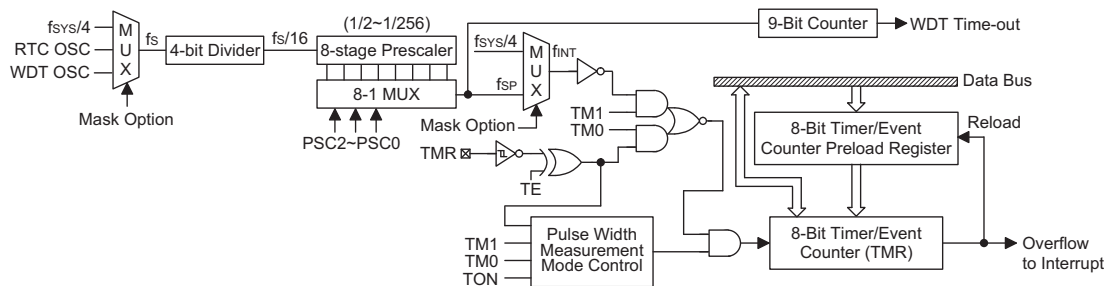 fSYS/4
RTC OSC
WDT OSC
M
U
X
Mask Option
fS
4-bit Divider
fS/16
(1/2~1/256)
8-stage Prescaler
8-1 MUX
PSC2~PSC0
fSYS/4
fSP
M
U
X
Mask Option
fINT
9-Bit Counter
WDT Time-out
TM1
TM0
TMR
TE
Data Bus
8-Bit Timer/Event
Counter Preload Register
Reload
TM1
TM0
TON
Pulse Width
Measurement
Mode Control
8-Bit Timer/Event
Counter (TMR)
Overflow
to Interrupt